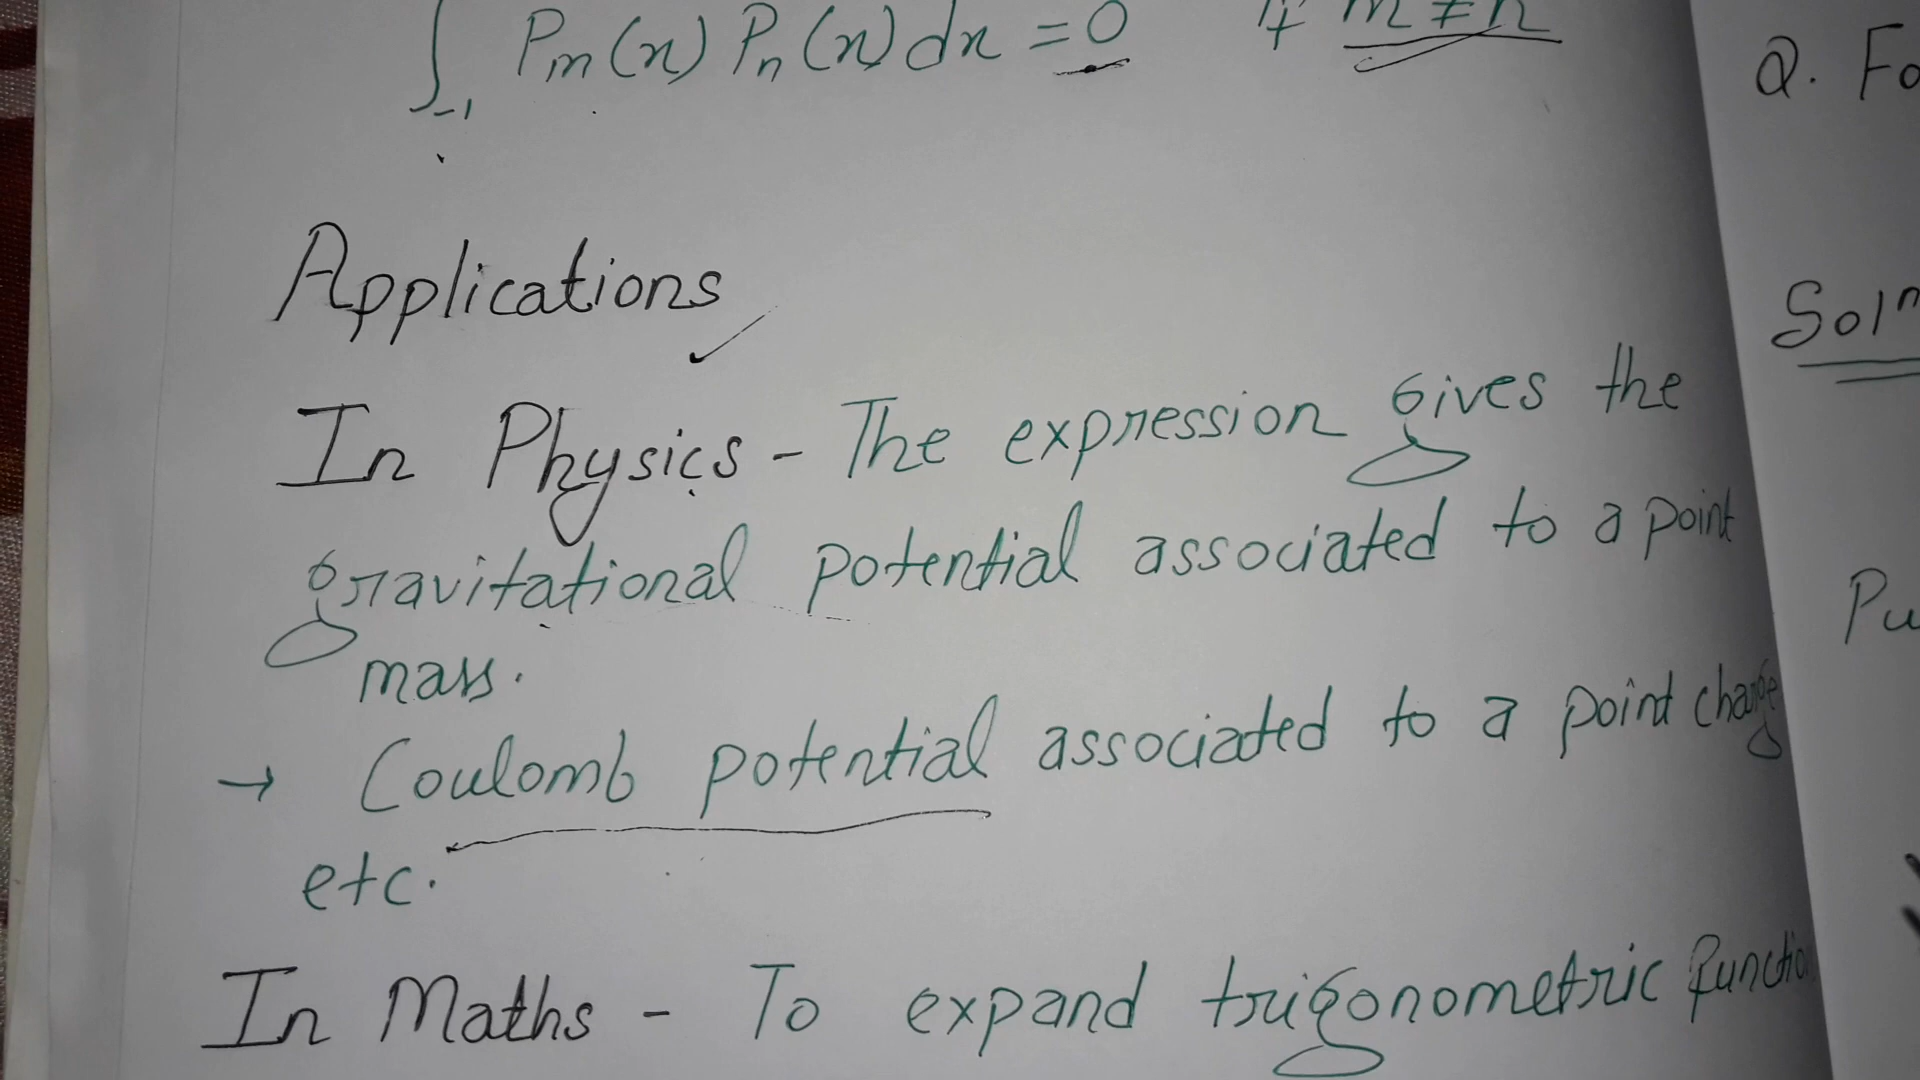 ∫₋₁ Pm(x) Pn(x) dx = 0 if m ≠ n
Applications
In Physics - The expression Gives the
Gravitational potential associated to a point
mass.
→ Coulomb potential associated to a point charge
etc.
In Maths - To expand trigonometric function
Q. Fo
Solⁿ
Pu